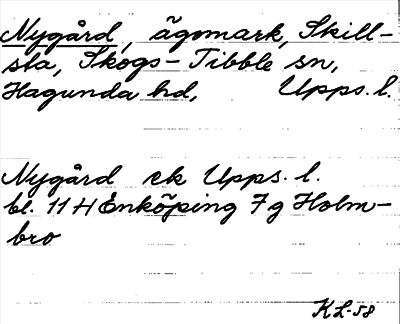 Nygård, ägomark, Skill-
sta, Skogs-Tibble sn,
Hagunda hd, Upps. l.
Nygård ek Upps. l.
bl. 11 H Enköping 7 g Holm-
bro
KL-58